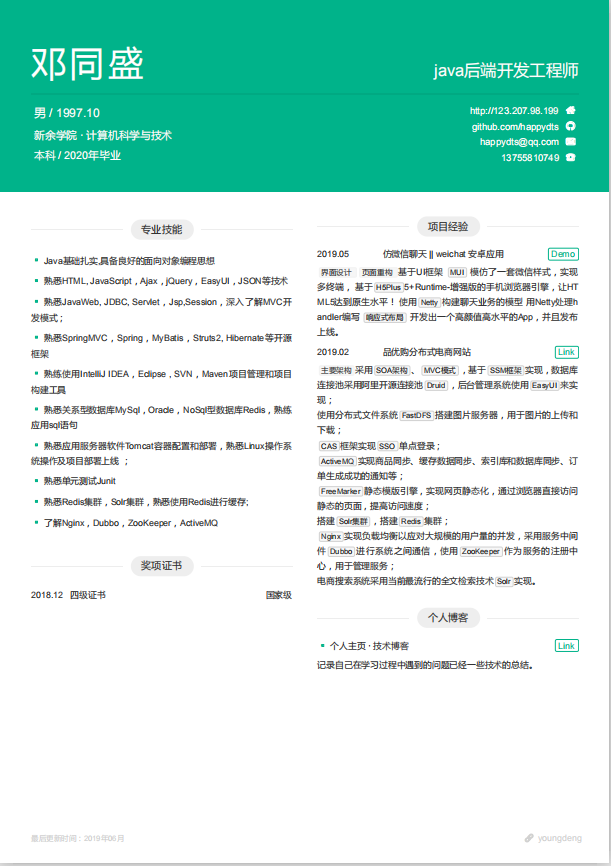 邓同盛
java后端开发工程师
男 / 1997.10
新余学院 · 计算机科学与技术
本科 / 2020年毕业
http://123.207.98.199
github.com/happydts
happydts@qq.com
13755810749
专业技能
Java基础扎实,具备良好的面向对象编程思想
熟悉HTML, JavaScript，Ajax，jQuery，EasyUI，JSON等技术
熟悉JavaWeb, JDBC, Servlet，Jsp,Session，深入了解MVC开
发模式；
熟悉SpringMVC，Spring，MyBatis，Struts2, Hibernate等开源
框架
熟练使用IntelliJ IDEA，Eclipse，SVN，Maven项目管理和项目
构建工具
熟悉关系型数据库MySql，Oracle，NoSql型数据库Redis，熟练
应用sql语句
熟悉应用服务器软件Tomcat容器配置和部署，熟悉Linux操作系
统操作及项目部署上线 ；
熟悉单元测试Junit
熟悉Redis集群，Solr集群，熟悉使用Redis进行缓存;
了解Nginx，Dubbo，ZooKeeper，ActiveMQ
奖项证书
2018.12 四级证书 国家级
项目经验
2019.05 仿微信聊天 || weichat 安卓应用 Demo
界面设计 页面重构 基于UI框架 MUI 模仿了一套微信样式，实现
多终端，基于 H5Plus 5+Runtime-增强版的手机浏览器引擎，让HT
ML5达到原生水平！ 使用 Netty 构建聊天业务的模型 用Netty处理h
andler编写 响应式布局 开发出一个高颜值高水平的App，并且发布
上线。
2019.02 品优购分布式电商网站 Link
主要架构 采用 SOA架构 、 MVC模式 ，基于 SSM框架 实现，数据库
连接池采用阿里开源连接池 Druid ，后台管理系统使用 EasyUI 来实
现；
使用分布式文件系统 FastDFS 搭建图片服务器，用于图片的上传和
下载；
CAS 框架实现 SSO 单点登录；
ActiveMQ 实现商品同步、缓存数据同步、索引库和数据库同步、订
单生成成功的通知等；
FreeMarker 静态模版引擎，实现网页静态化，通过浏览器直接访问
静态的页面，提高访问速度；
搭建 Solr集群 ，搭建 Redis 集群；
Nginx 实现负载均衡以应对大规模的用户量的并发，采用服务中间
件 Dubbo 进行系统之间通信，使用 ZooKeeper 作为服务的注册中
心，用于管理服务；
电商搜索系统采用当前最流行的全文检索技术 Solr 实现。
个人博客
个人主页 · 技术博客 Link
记录自己在学习过程中遇到的问题已经一些技术的总结。
最后更新时间：2019年06月
youngdeng